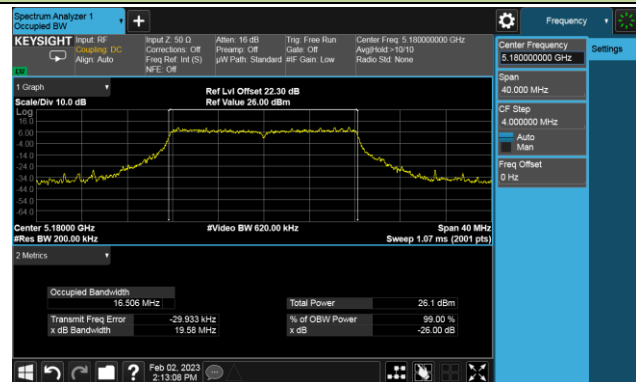 Spectrum Analyzer 1
Occupied BW
+
Frequency
KEYSIGHT
Input: RF
Coupling: DC
Align: Auto
Input Z: 50 Ω
Corrections: Off
Freq Ref: Int (S)
NFE: Off
Atten: 16 dB
Preamp: Off
µW Path: Standard
Trig: Free Run
Gate: Off
#IF Gain: Low
Center Freq: 5.180000000 GHz
Avg|Hold:>10/10
Radio Std: None
Center Frequency
5.180000000 GHz
Settings
Span
40.000 MHz
CF Step
4.000000 MHz
Auto
Man
Freq Offset
0 Hz
LW
1 Graph
Scale/Div 10.0 dB
Ref Lvl Offset 22.30 dB
Ref Value 26.00 dBm
Log
16.0
6.00
-4.00
-14.0
-24.0
-34.0
-44.0
-54.0
-64.0
Center 5.18000 GHz
#Res BW 200.00 kHz
#Video BW 620.00 kHz
Span 40 MHz
Sweep 1.07 ms (2001 pts)
2 Metrics
Occupied Bandwidth
16.506 MHz
Total Power 26.1 dBm
Transmit Freq Error -29.933 kHz
% of OBW Power 99.00 %
x dB Bandwidth 19.58 MHz
x dB -26.00 dB
?
Feb 02, 2023
2:13:08 PM